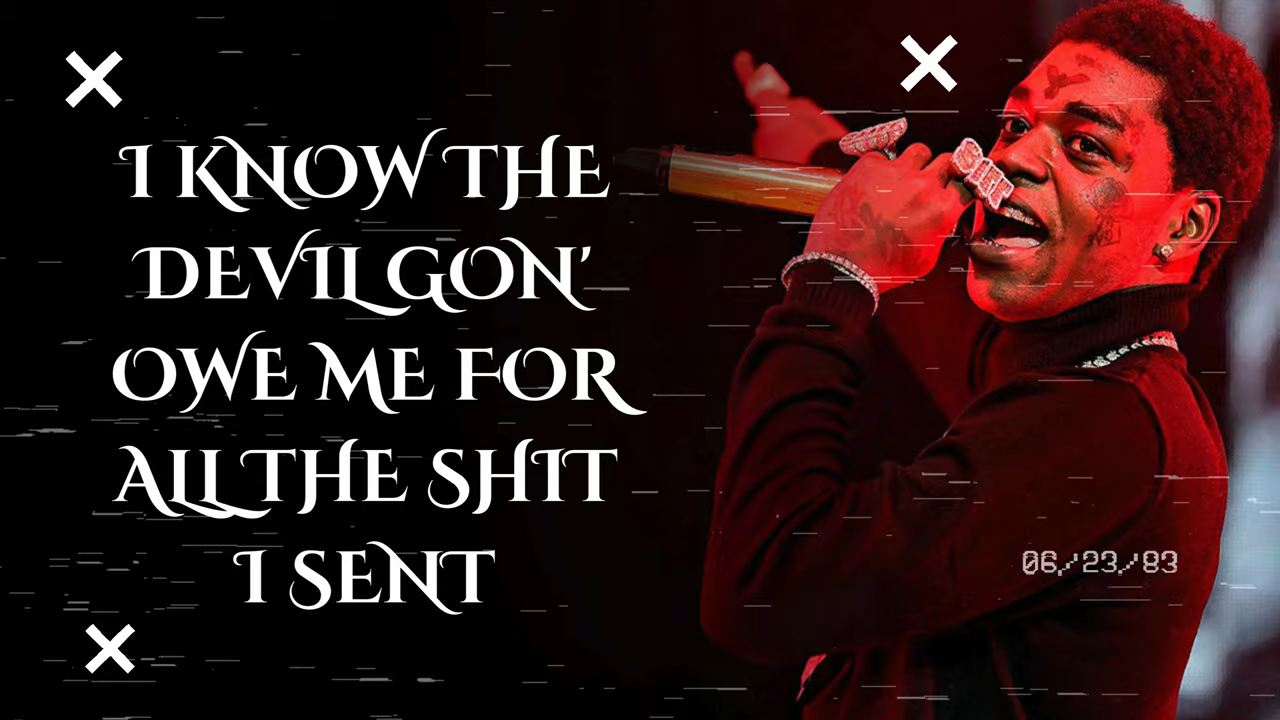 I KNOW THE
DEVIL GON'
OWE ME FOR
ALL THE SHIT
I SENT
06/23/83